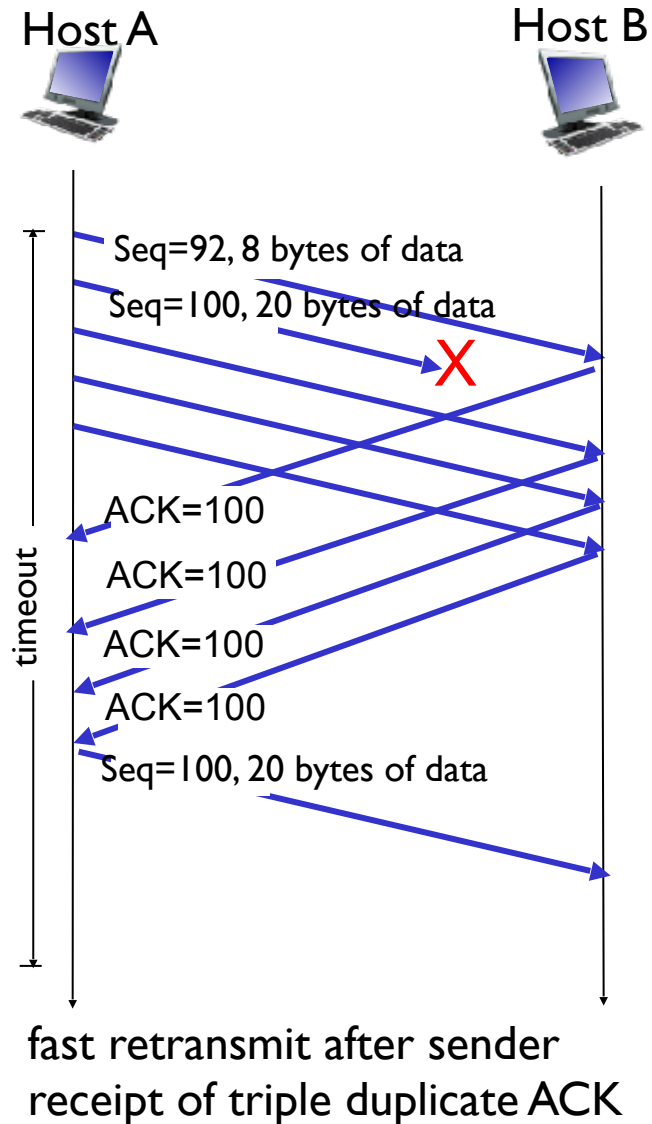 Host A
Host B
Seq=92, 8 bytes of data
Seq=100, 20 bytes of data
X
ACK=100
ACK=100
ACK=100
ACK=100
timeout
Seq=100, 20 bytes of data
fast retransmit after sender
receipt of triple duplicate ACK